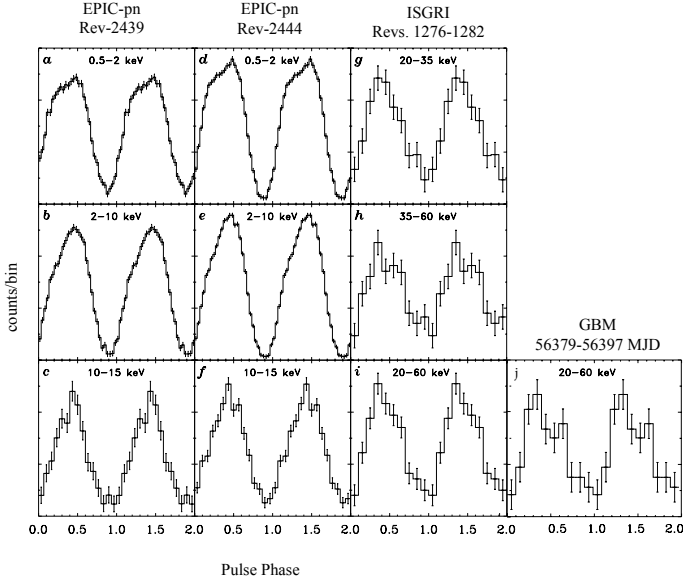 EPIC-pn
Rev-2439
EPIC-pn
Rev-2444
ISGRI
Revs. 1276-1282
a 0.5-2 keV
d 0.5-2 keV
g 20-35 keV
b 2-10 keV
e 2-10 keV
h 35-60 keV
counts/bin
GBM
56379-56397 MJD
c 10-15 keV
f 10-15 keV
i 20-60 keV
j 20-60 keV
0.0 0.5 1.0 1.5 2.0 0.5 1.0 1.5 2.0 0.5 1.0 1.5 2.0 0.5 1.0 1.5 2.0
Pulse Phase